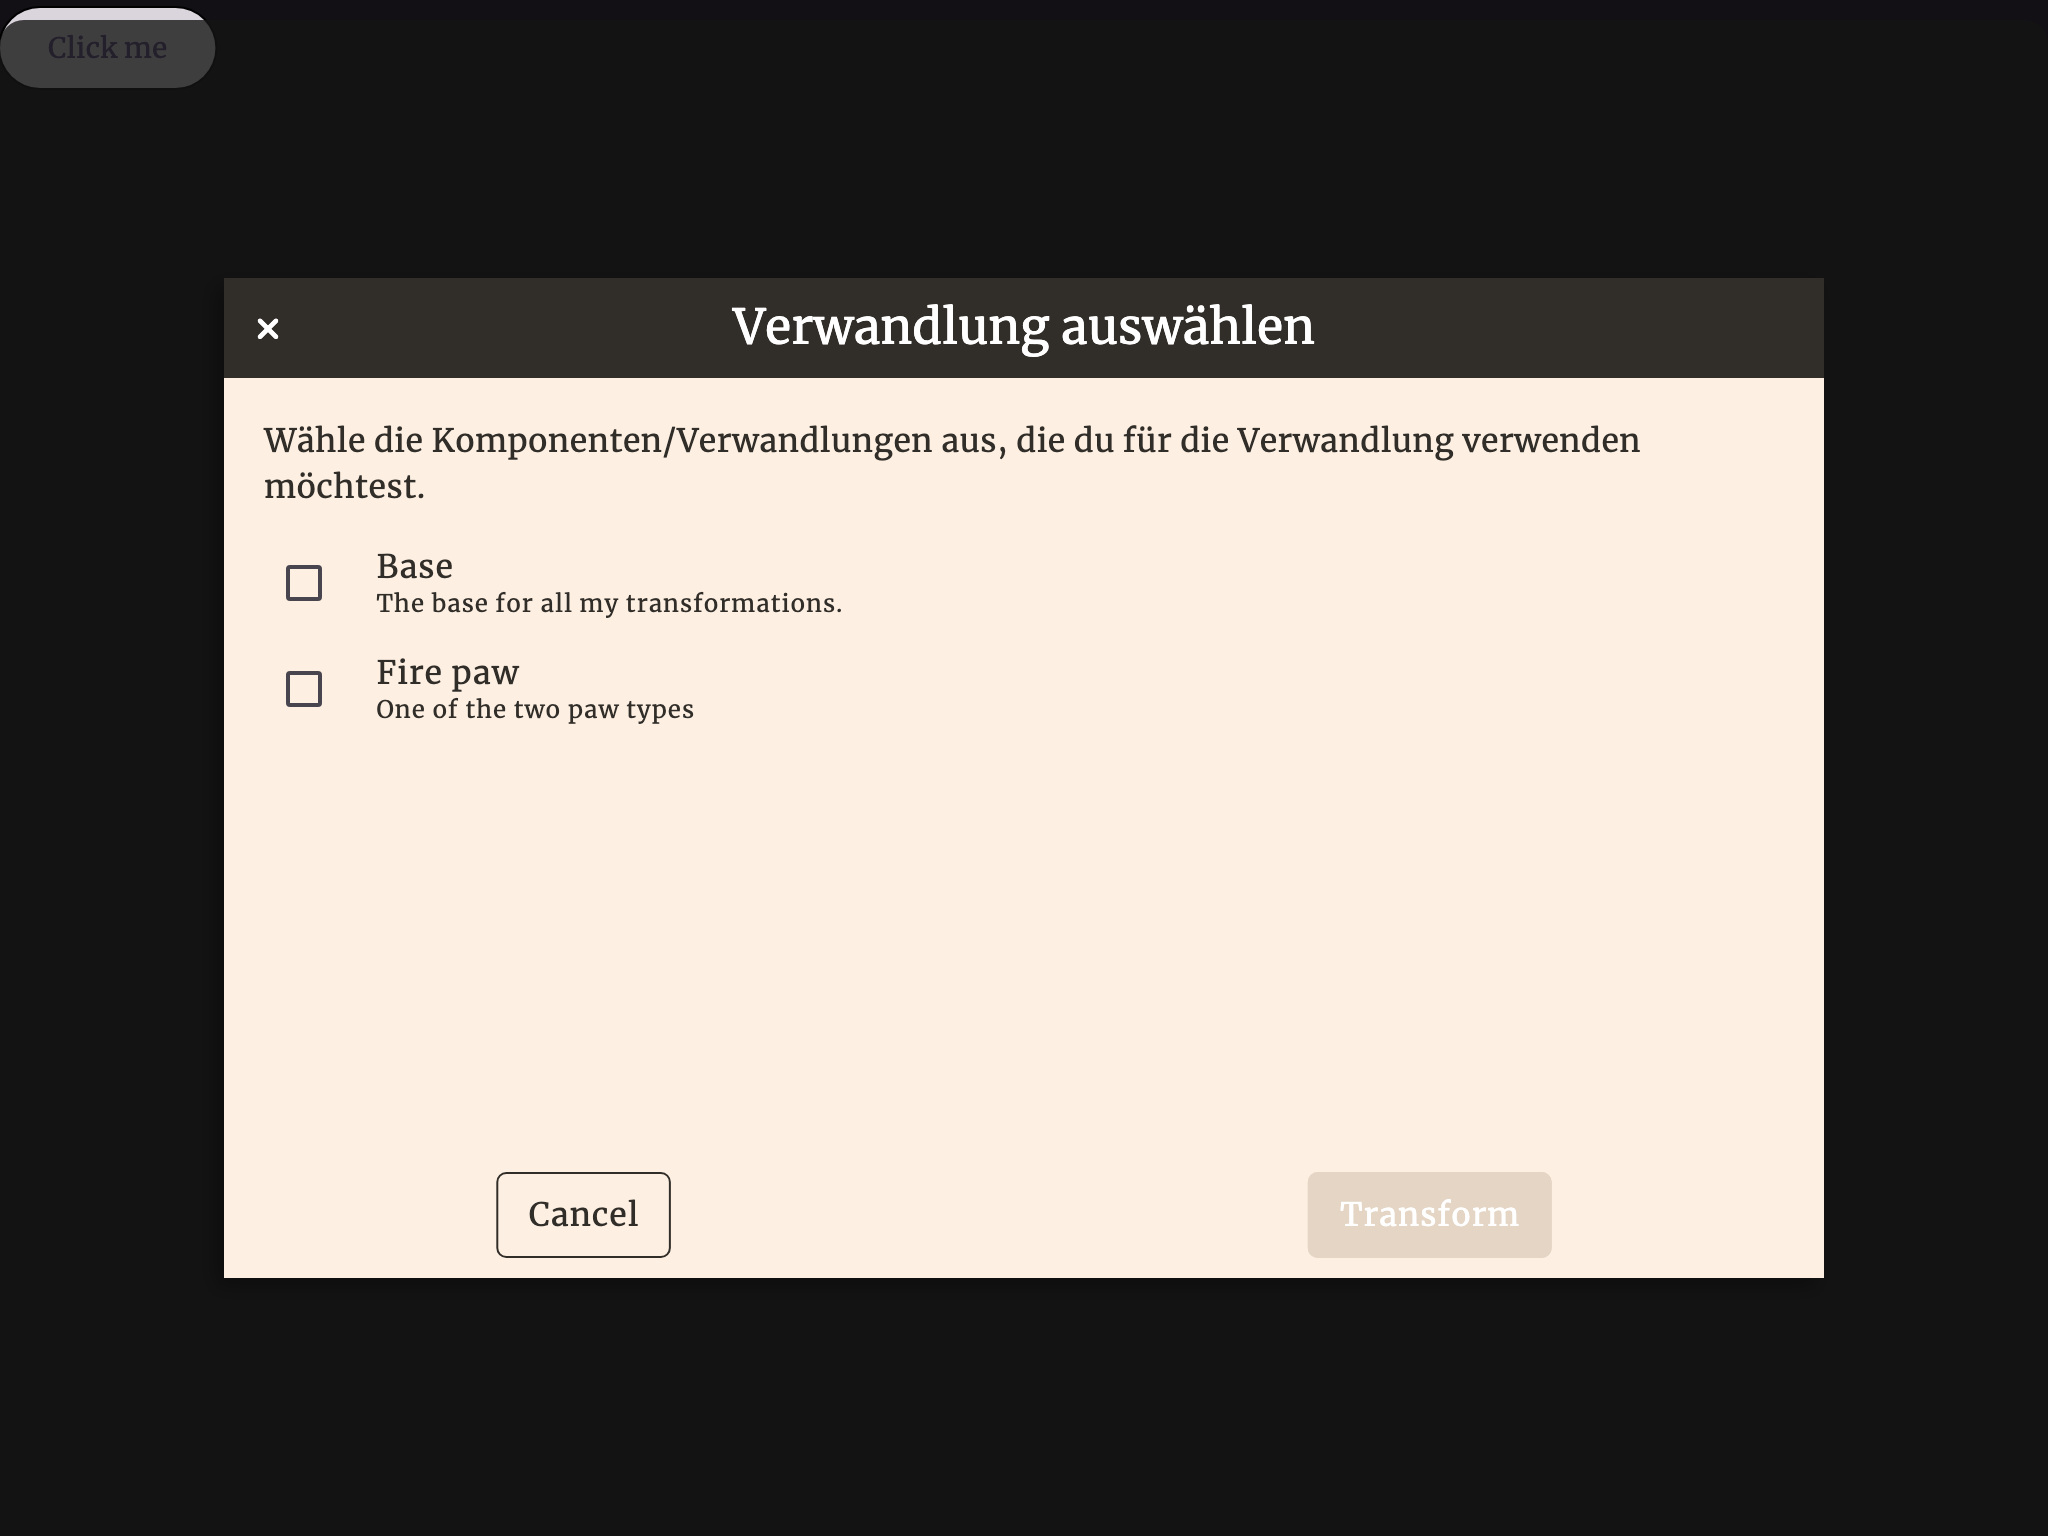 Click me
Verwandlung auswählen
Wähle die Komponenten/Verwandlungen aus, die du für die Verwandlung verwenden
möchtest.
Base
The base for all my transformations.
Fire paw
One of the two paw types
Cancel
Transform